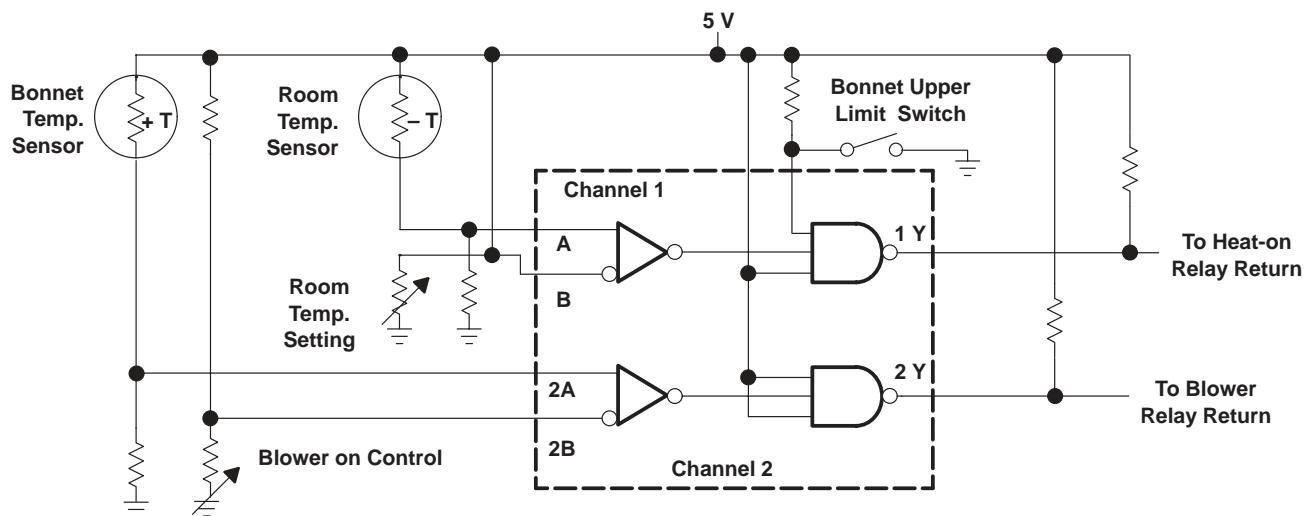 5 V
Bonnet
Temp.
Sensor
+ T
Room
Temp.
Sensor
– T
Bonnet Upper
Limit Switch
Channel 1
A
B
1 Y
To Heat-on
Relay Return
Room
Temp.
Setting
2A
2B
2 Y
To Blower
Relay Return
Blower on Control
Channel 2